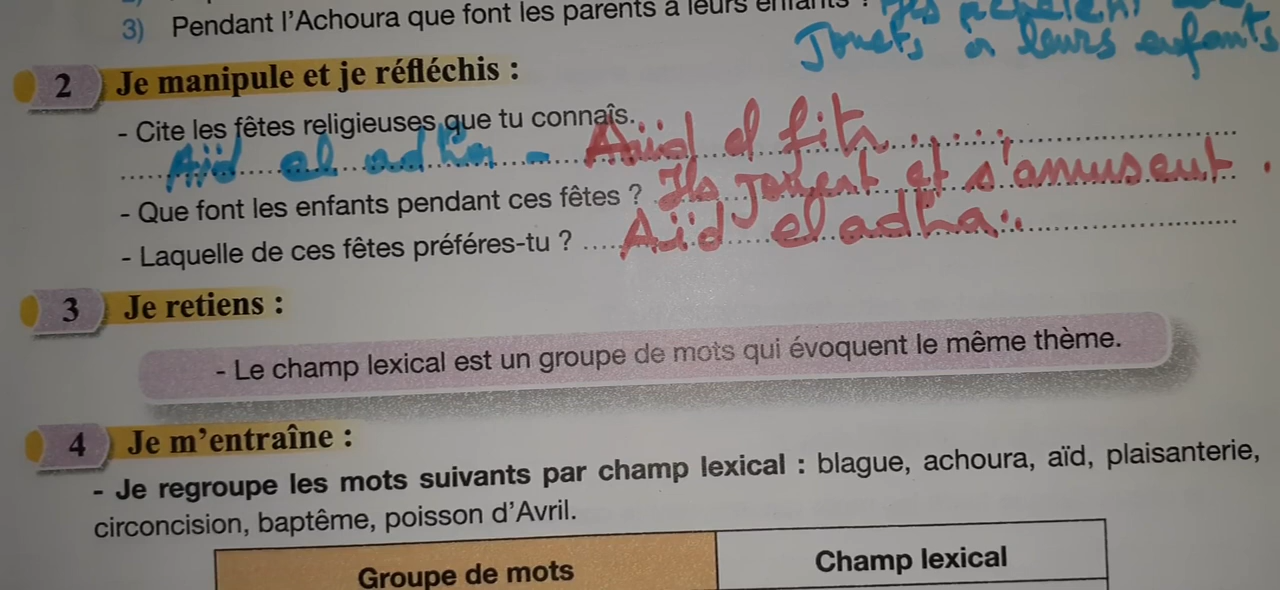 3) Pendant l'Achoura que font les parents à leurs enfants ? Ils achètent
Jouets à leurs enfants
2 Je manipule et je réfléchis :
- Cite les fêtes religieuses que tu connaîs.
Aïd el adha - Aïid el fitr
- Que font les enfants pendant ces fêtes ? Ils Jouent et s'amusent.
- Laquelle de ces fêtes préféres-tu ? Aïd el adha.
3 Je retiens :
- Le champ lexical est un groupe de mots qui évoquent le même thème.
4 Je m'entraîne :
- Je regroupe les mots suivants par champ lexical : blague, achoura, aïd, plaisanterie,
circoncision, baptême, poisson d'Avril.
Groupe de mots Champ lexical